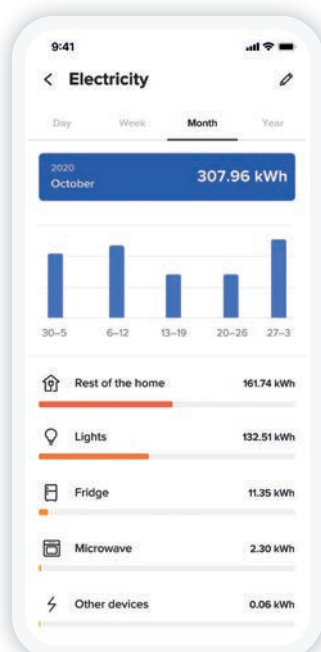 9:41
Electricity
Day Week Month Year
2020
October 307.96 kWh
30–5 6–12 13–19 20–26 27–3
Rest of the home 161.74 kWh
Lights 132.51 kWh
Fridge 11.35 kWh
Microwave 2.30 kWh
Other devices 0.06 kWh